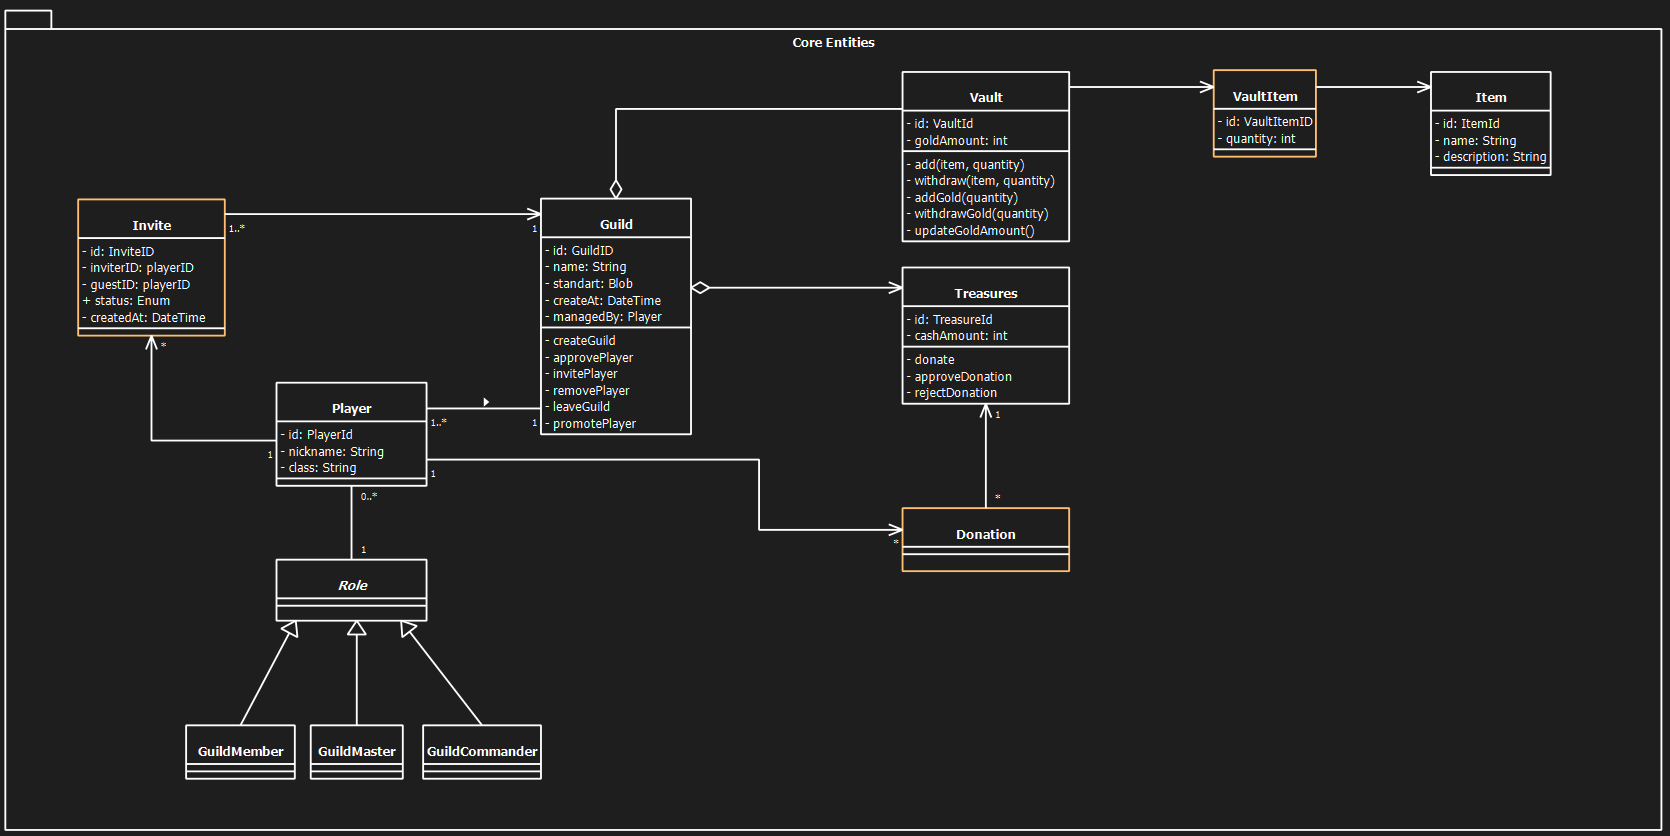 Core Entities
Vault
- id: VaultId
- goldAmount: int
- add(item, quantity)
- withdraw(item, quantity)
- addGold(quantity)
- withdrawGold(quantity)
- updateGoldAmount()
VaultItem
- id: VaultItemID
- quantity: int
Item
- id: ItemId
- name: String
- description: String
Invite
- id: InviteID
- inviterID: playerID
- guestID: playerID
+ status: Enum
- createdAt: DateTime
1..*
1
*
Guild
- id: GuildID
- name: String
- standart: Blob
- createAt: DateTime
- managedBy: Player
- createGuild
- approvePlayer
- invitePlayer
- removePlayer
- leaveGuild
- promotePlayer
Treasures
- id: TreasureId
- cashAmount: int
- donate
- approveDonation
- rejectDonation
1
*
Player
- id: PlayerId
- nickname: String
- class: String
1..*
1
1
1
0..*
1
*
Donation
Role
GuildMember
GuildMaster
GuildCommander